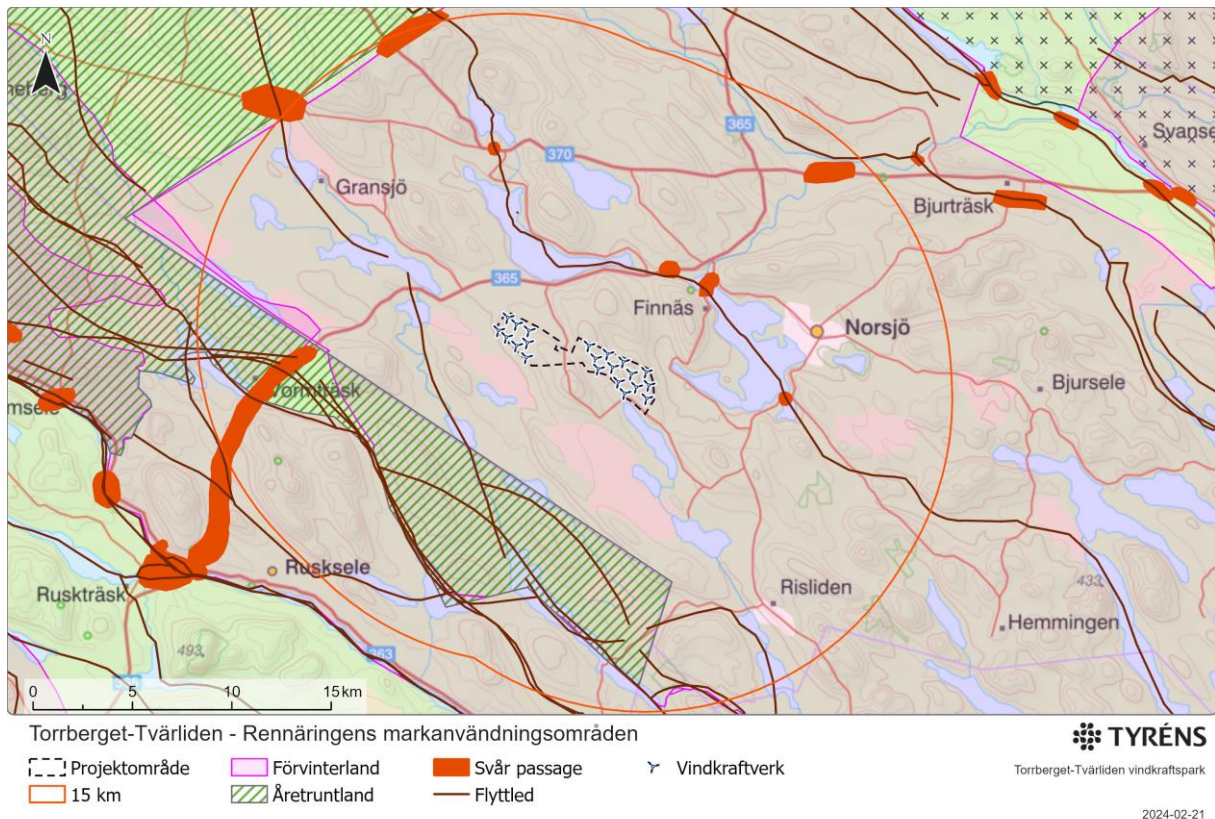 N
365
Svanse
370
Gransjö
Bjurträsk
365
Finnäs
Norsjö
Vormträsk
Bjursele
Rusksele
Ruskträsk
Risliden
433
Hemmingen
493
363
0 5 10 15 km
Torrberget-Tvärliden - Rennäringens markanvändningsområden
TYRÉNS
Projektområde Förvinterland Svår passage Vindkraftverk
Torrberget-Tvärliden vindkraftspark
15 km Åretruntland Flyttled
2024-02-21